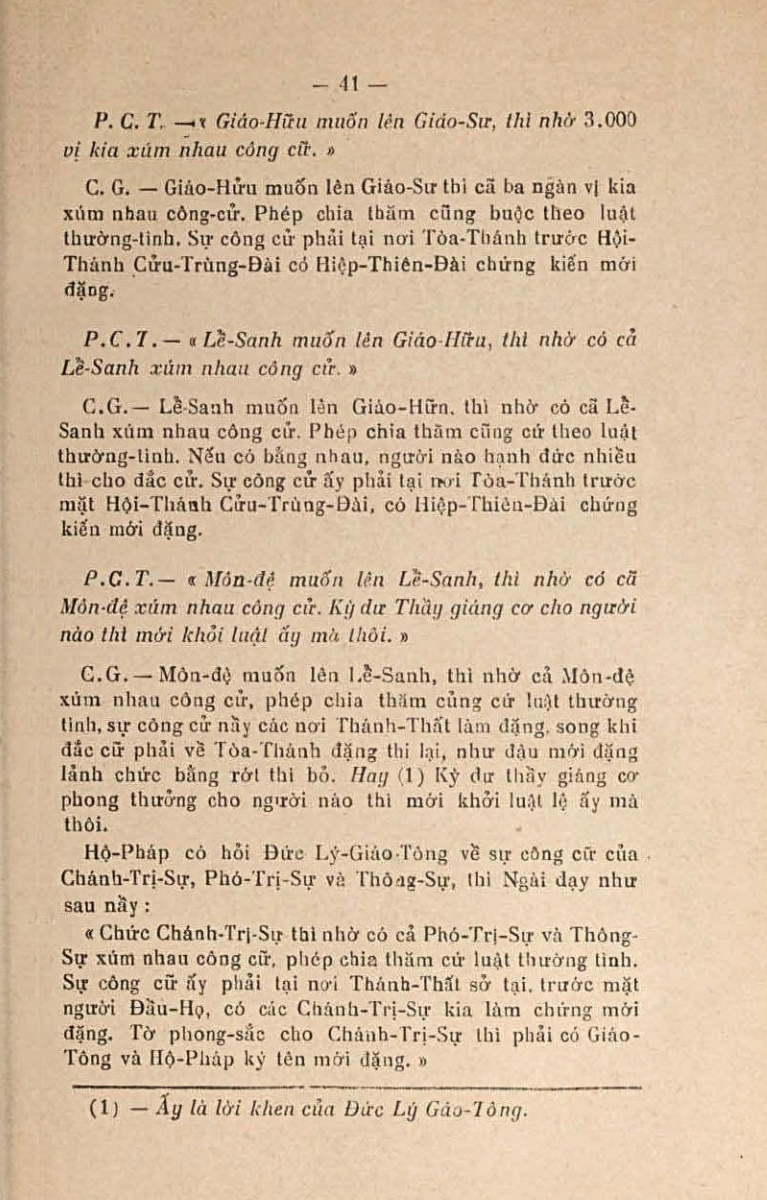 — 41 —
P. C. T. — « Giáo-Hữu muốn lên Giáo-Sư, thì nhờ 3.000
vị kia xúm nhau công cữ. »
C. G. — Giáo-Hửu muốn lên Giáo-Sư thì cã ba ngàn vị kia
xúm nhau công-cử. Phép chia thăm cũng buộc theo luật
thường-tình. Sự công cử phải tại nơi Tòa-Thánh trước Hội-
Thánh Cửu-Trùng-Đài có Hiệp-Thiên-Đài chứng kiến mới
đặng.
P.C.T. — « Lễ-Sanh muốn lên Giáo-Hữu, thì nhờ có cả
Lễ-Sanh xúm nhau công cử. »
C.G. — Lễ-Sanh muốn lên Giáo-Hữu. thì nhờ có cã Lễ-
Sanh xúm nhau công cử. Phép chia thăm cũng cứ theo luật
thường-tình. Nếu có bằng nhau, người nào hạnh đức nhiều
thì cho đắc cử. Sự công cử ấy phải tại nơi Tòa-Thánh trước
mặt Hội-Thánh Cửu-Trùng-Đài, có Hiệp-Thiên-Đài chứng
kiến mới đặng.
P.C.T. — « Môn-đệ muốn lên Lễ-Sanh, thì nhờ có cã
Môn-đệ xúm nhau công cử. Kỳ dư Thầy giáng cơ cho người
nào thì mới khỏi luật ấy mà thôi. »
C.G. — Môn-đệ muốn lên Lễ-Sanh, thì nhờ cả Môn-đệ
xúm nhau công cử, phép chia thăm củng cứ luật thường
tình, sự công cử nầy các nơi Thánh-Thất làm đặng, song khi
đắc cữ phải về Tòa-Thánh đặng thi lại, như đậu mới đặng
lảnh chức bằng rớt thì bỏ. Hay (1) Kỳ dư thầy giáng cơ
phong thưởng cho người nào thì mới khởi luật lệ ấy mà
thôi.
Hộ-Pháp có hỏi Đức Lý-Giáo-Tông về sự công cữ của
Chánh-Trị-Sự, Phó-Trị-Sự và Thông-Sự, thì Ngài dạy như
sau nầy :
« Chức Chánh-Trị-Sự thì nhờ có cả Phó-Trị-Sự và Thông-
Sự xúm nhau công cữ, phép chia thăm cứ luật thường tình.
Sự công cữ ấy phải tại nơi Thánh-Thất sở tại. trước mặt
người Đầu-Họ, có các Chánh-Trị-Sự kia làm chứng mới
đặng. Tờ phong-sắc cho Chánh-Trị-Sự thì phải có Giáo-
Tông và Hộ-Pháp ký tên mới đặng. »
(1) — Ấy là lời khen của Đức Lý Gáo-Tông.